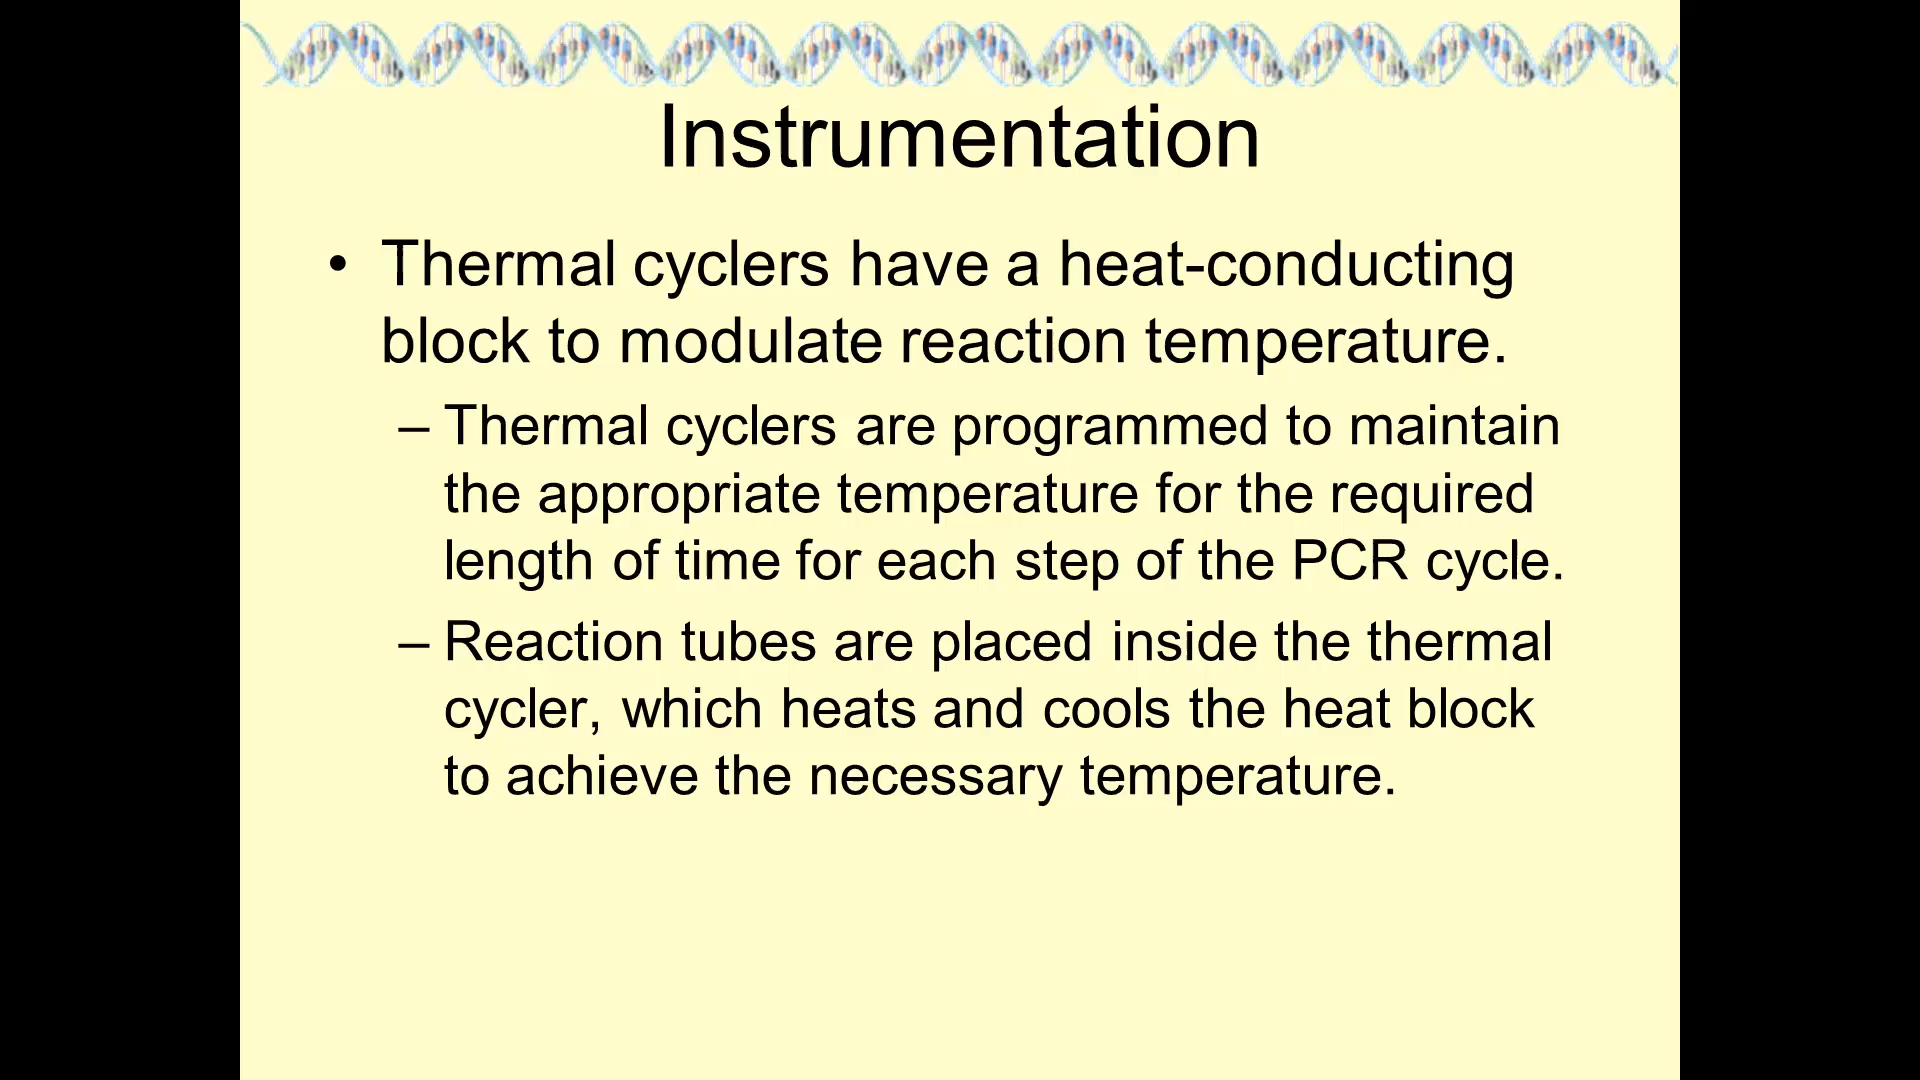 Instrumentation
• Thermal cyclers have a heat-conducting
block to modulate reaction temperature.
– Thermal cyclers are programmed to maintain
the appropriate temperature for the required
length of time for each step of the PCR cycle.
– Reaction tubes are placed inside the thermal
cycler, which heats and cools the heat block
to achieve the necessary temperature.